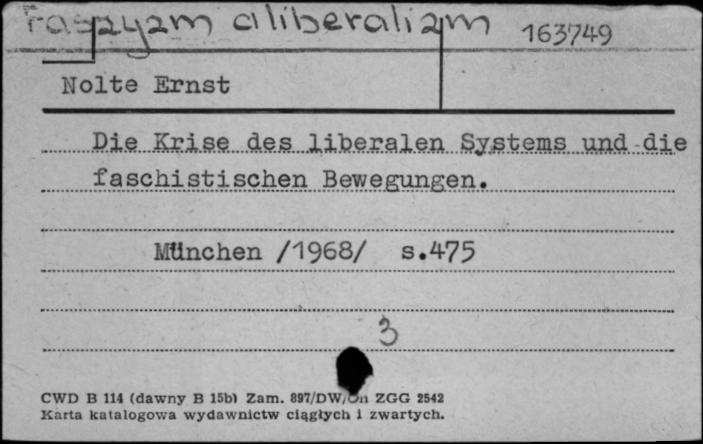 Faszyzm a liberalizm 163749
Nolte Ernst
Die Krise des liberalen Systems und die
faschistischen Bewegungen.
München /1968/ s.475
3
CWD B 114 (dawny B 15b) Zam. 897/DW/ ZGG 2542
Karta katalogowa wydawnictw ciągłych i zwartych.